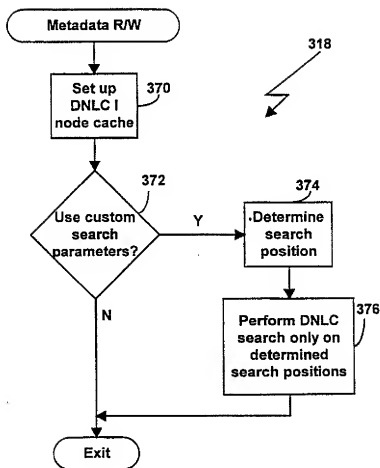 Metadata R/W
318
Set up
DNLC I
node cache
370
372
Use custom
search
parameters?
Y
374
Determine
search
position
N
Perform DNLC
search only on
determined
search positions
376
Exit